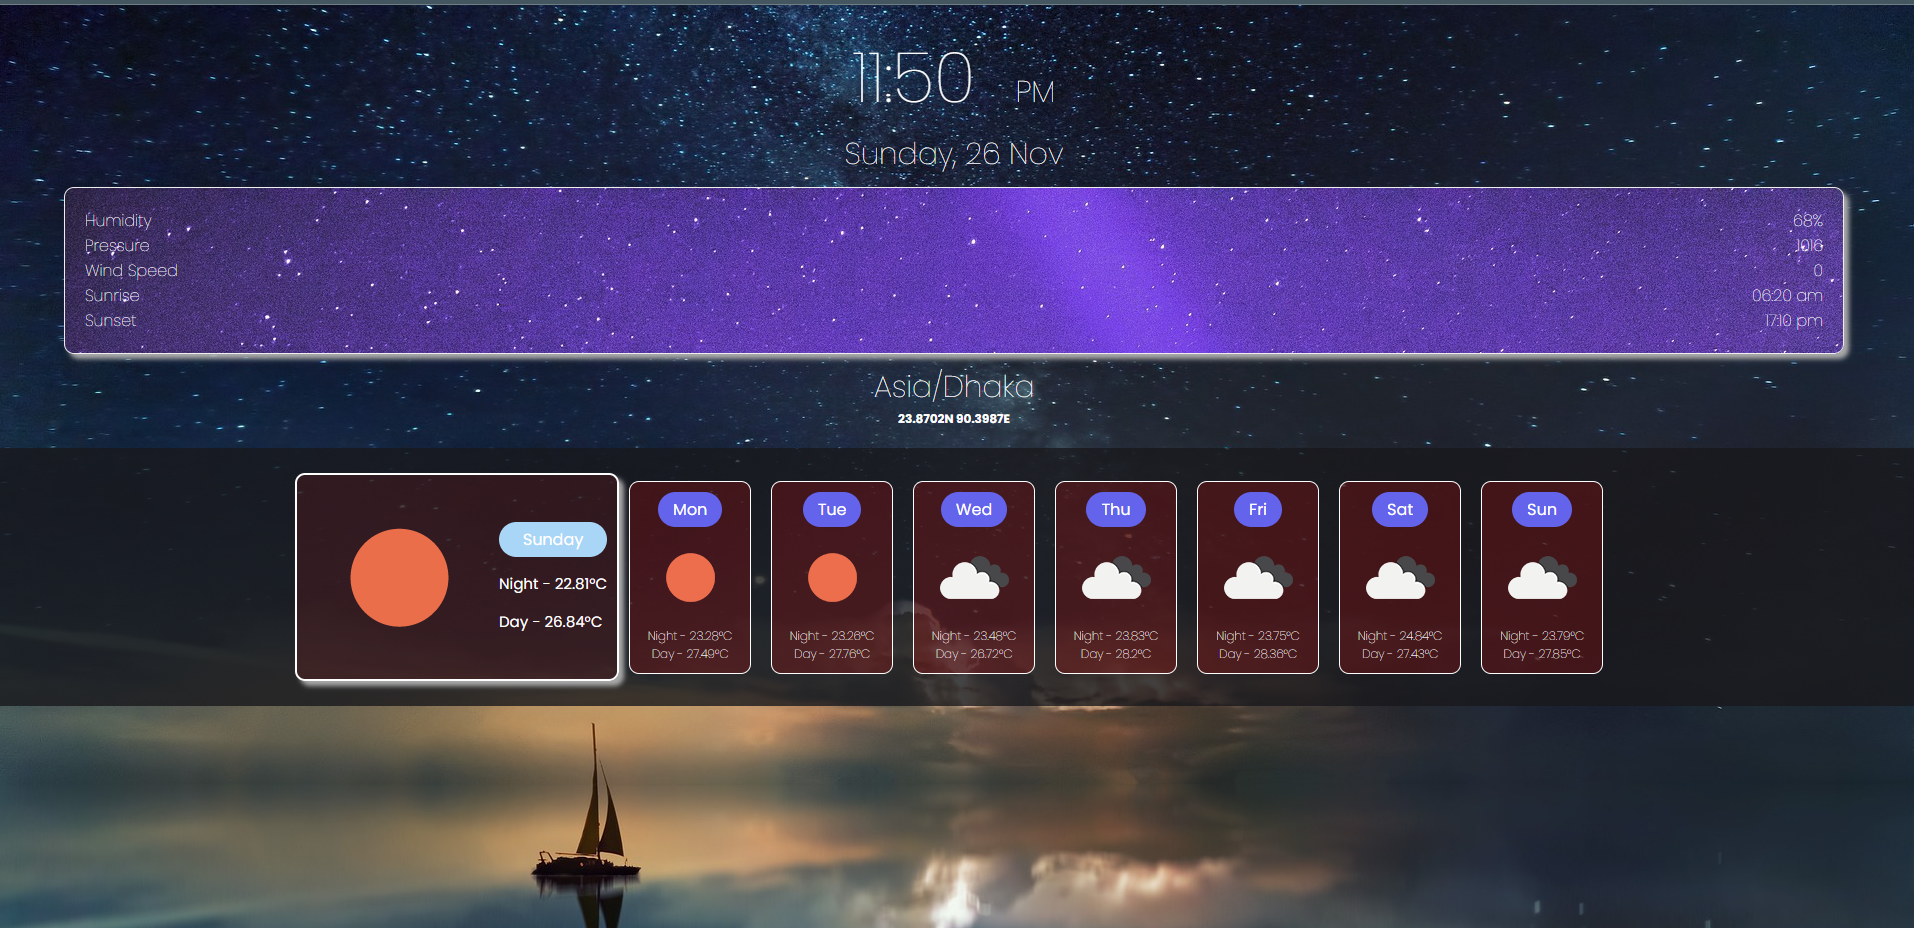 11:50 PM
Sunday, 26 Nov
Humidity 68%
Pressure 1016
Wind Speed 0
Sunrise 06:20 am
Sunset 17:10 pm
Asia/Dhaka
23.8702N 90.3987E
Sunday
Night - 22.81°C
Day - 26.84°C
Mon
Night - 23.28°C
Day - 27.49°C
Tue
Night - 23.26°C
Day - 27.76°C
Wed
Night - 23.48°C
Day - 26.72°C
Thu
Night - 23.83°C
Day - 28.2°C
Fri
Night - 23.75°C
Day - 28.36°C
Sat
Night - 24.84°C
Day - 27.43°C
Sun
Night - 23.79°C
Day - 27.85°C